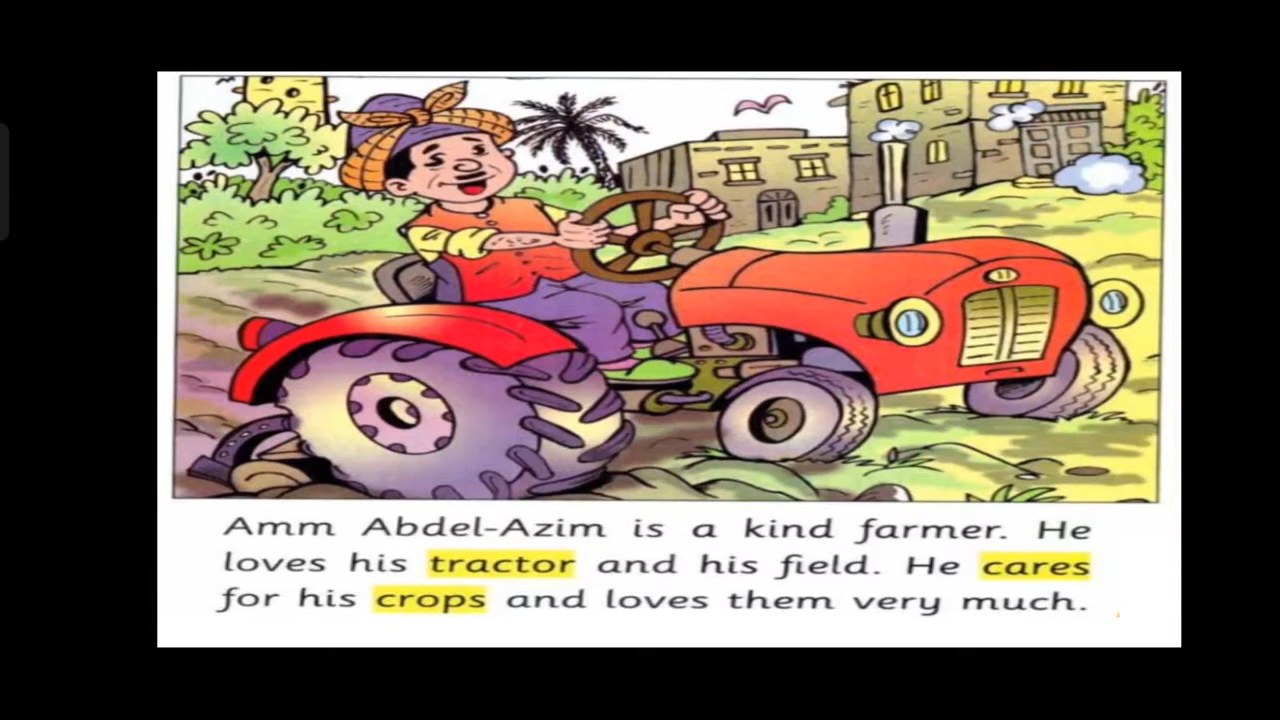 Amm Abdel-Azim is a kind farmer. He
loves his tractor and his field. He cares
for his crops and loves them very much.